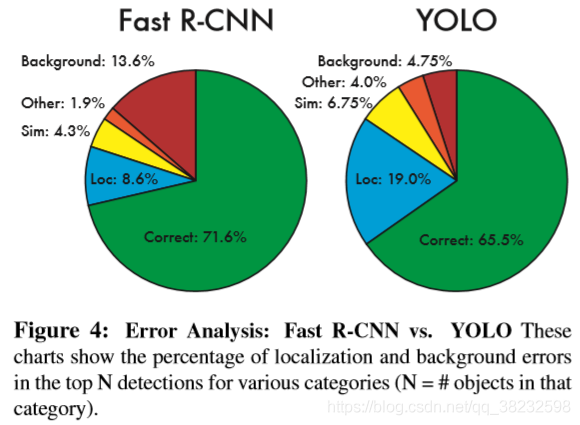 Fast R-CNN
Background: 13.6%
Other: 1.9%
Sim: 4.3%
Loc: 8.6%
Correct: 71.6%
YOLO
Background: 4.75%
Other: 4.0%
Sim: 6.75%
Loc: 19.0%
Correct: 65.5%
Figure 4: Error Analysis: Fast R-CNN vs. YOLO These
charts show the percentage of localization and background errors
in the top N detections for various categories (N = # objects in that
category).
https://blog.csdn.net/qq_38232598